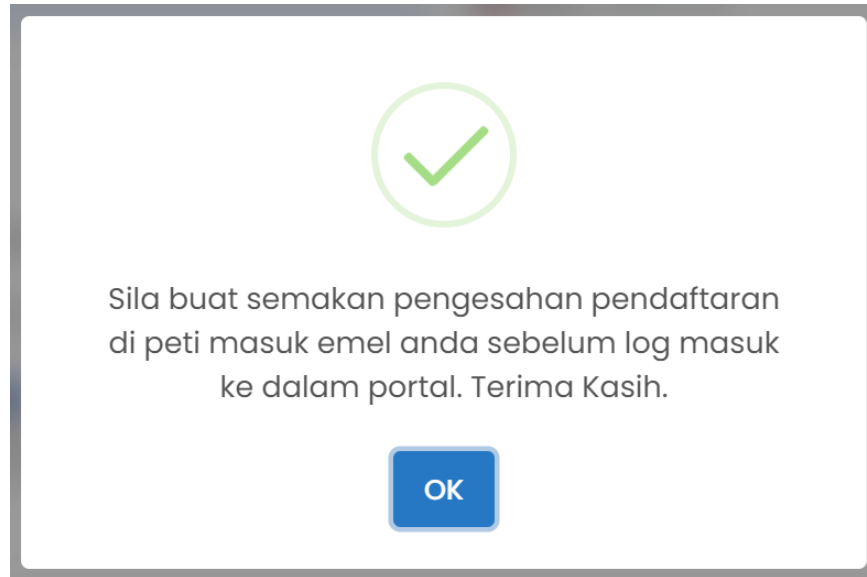 Sila buat semakan pengesahan pendaftaran
di peti masuk emel anda sebelum log masuk
ke dalam portal. Terima Kasih.
OK